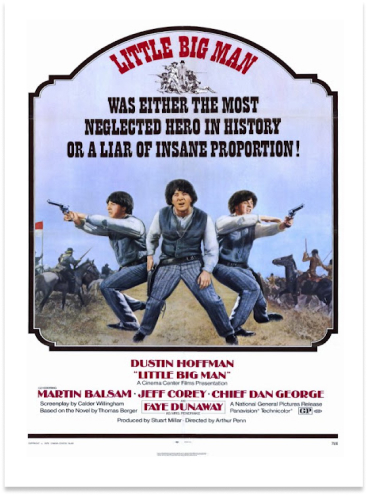 LITTLE BIG MAN
WAS EITHER THE MOST
NEGLECTED HERO IN HISTORY
OR A LIAR OF INSANE PROPORTION!
DUSTIN HOFFMAN
"LITTLE BIG MAN"
A Cinema Center Films Presentation
MARTIN BALSAM · JEFF COREY · CHIEF DAN GEORGE
Screenplay by Calder Willingham
Based on the Novel by Thomas Berger
FAYE DUNAWAY
A National General Pictures Release
Panavision® Technicolor®
GP
Produced by Stuart Millar · Directed by Arthur Penn